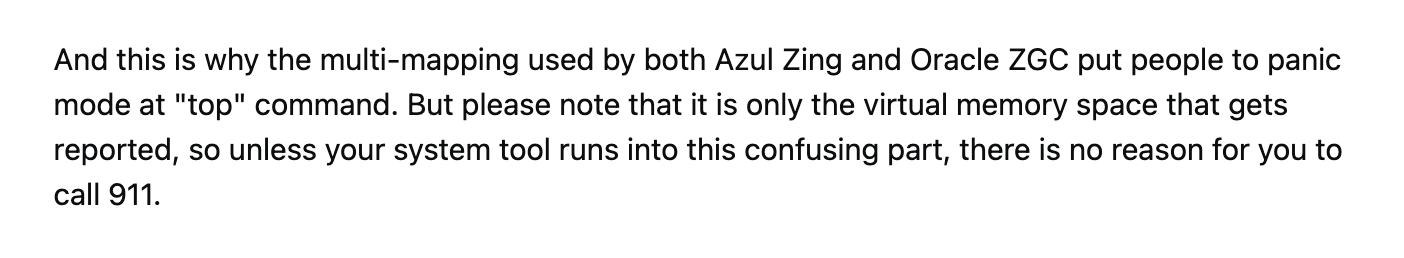 And this is why the multi-mapping used by both Azul Zing and Oracle ZGC put people to panic
mode at "top" command. But please note that it is only the virtual memory space that gets
reported, so unless your system tool runs into this confusing part, there is no reason for you to
call 911.